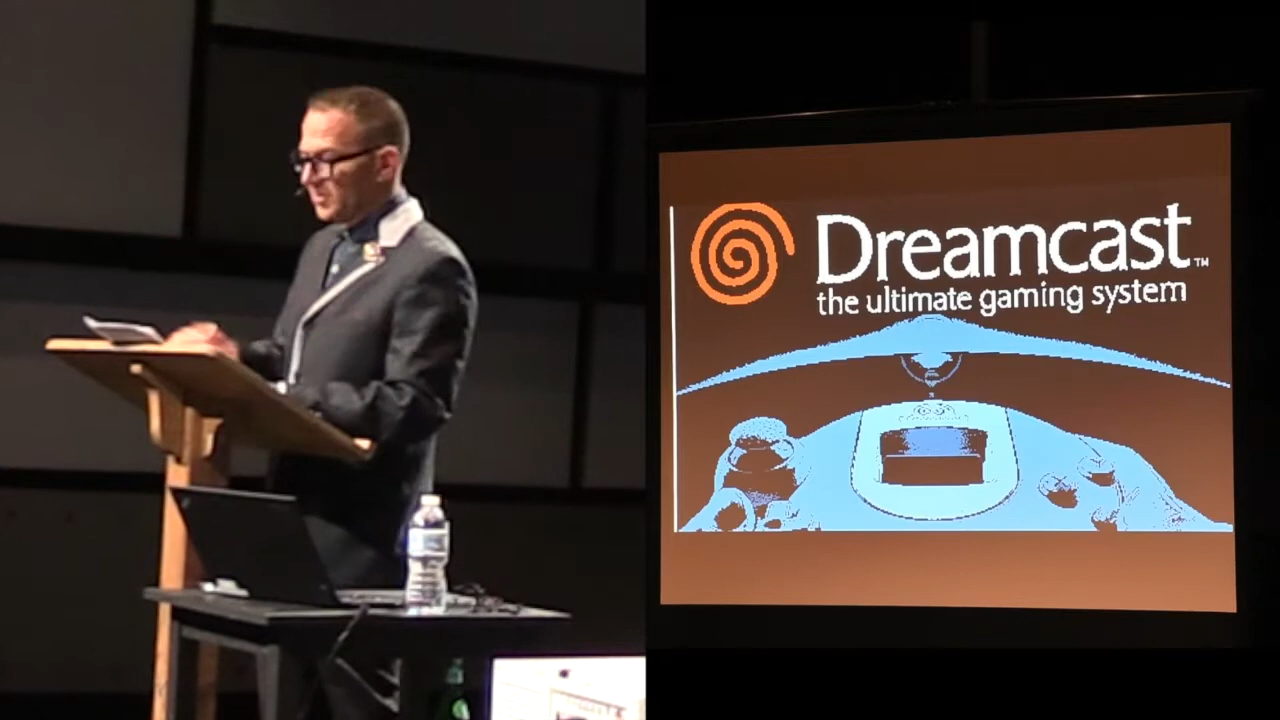 Dreamcast™
the ultimate gaming system